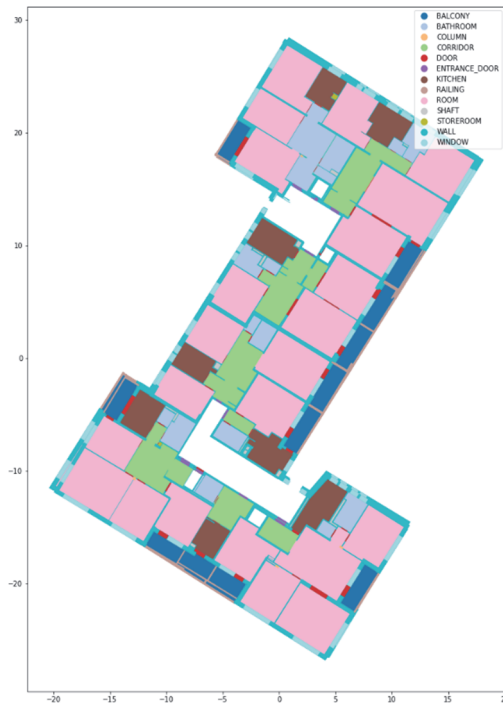 30
20
10
0
−10
−20
−20
−15
−10
−5
0
5
10
15
20
BALCONY
BATHROOM
COLUMN
CORRIDOR
DOOR
ENTRANCE_DOOR
KITCHEN
RAILING
ROOM
SHAFT
STOREROOM
WALL
WINDOW